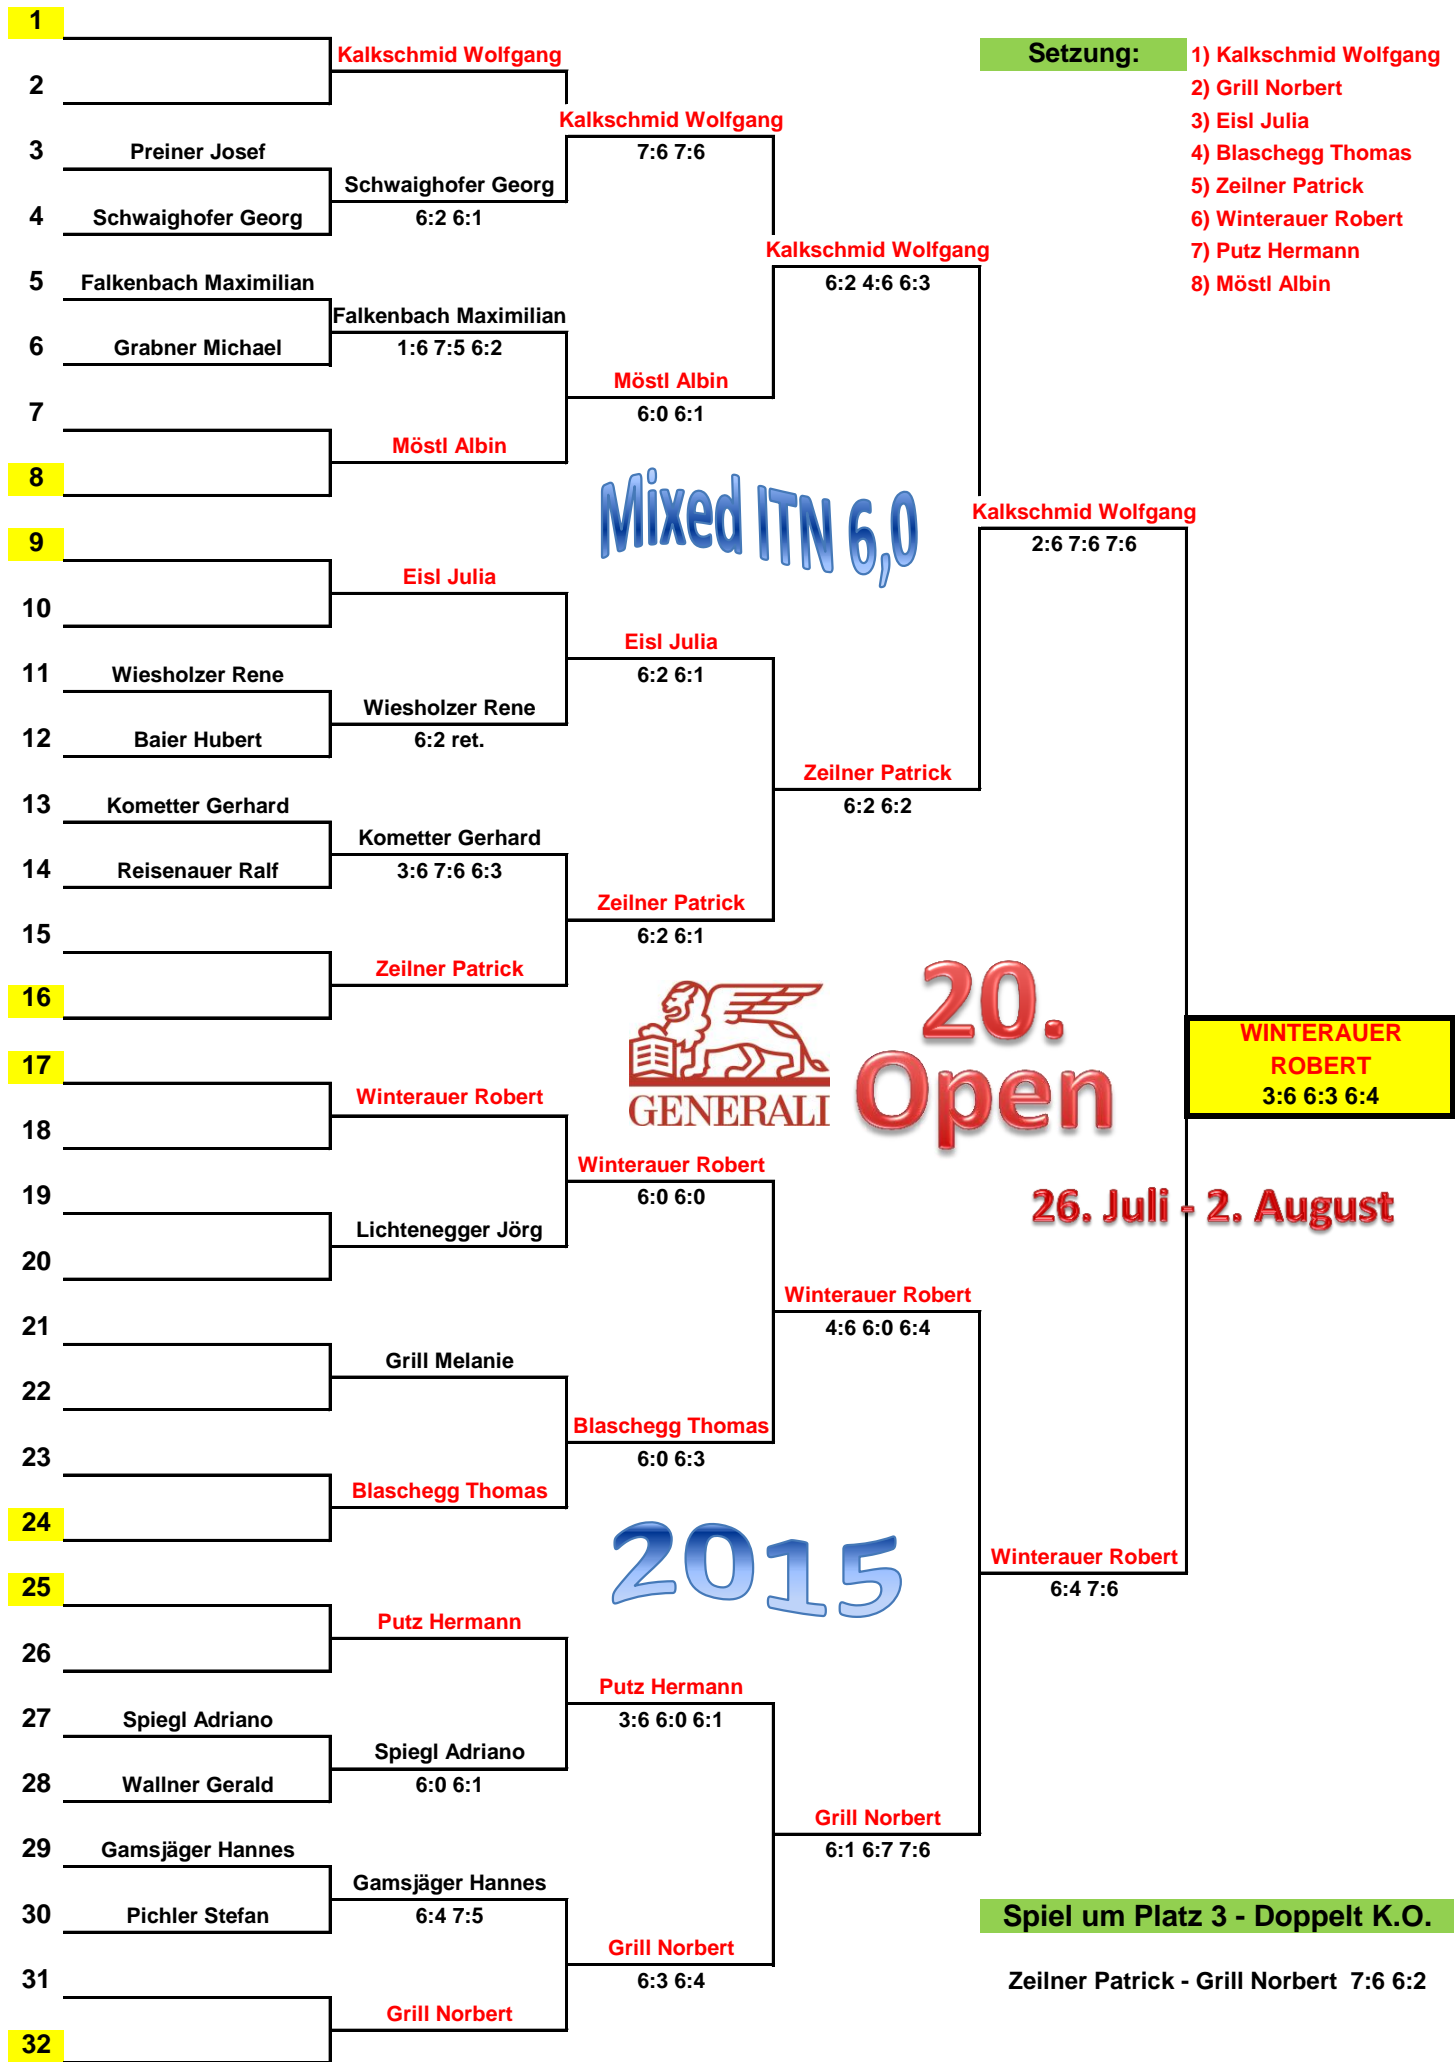 1
Kalkschmid Wolfgang
Setzung: 1) Kalkschmid Wolfgang
2
2) Grill Norbert
Kalkschmid Wolfgang
3) Eisl Julia
3 Preiner Josef
7:6 7:6
4) Blaschegg Thomas
Schwaighofer Georg
5) Zeilner Patrick
4 Schwaighofer Georg
6:2 6:1
6) Winterauer Robert
Kalkschmid Wolfgang
7) Putz Hermann
5 Falkenbach Maximilian
6:2 4:6 6:3
8) Möstl Albin
Falkenbach Maximilian
6 Grabner Michael
1:6 7:5 6:2
Möstl Albin
7
6:0 6:1
Möstl Albin
8
Mixed ITN 6,0
Kalkschmid Wolfgang
9
2:6 7:6 7:6
Eisl Julia
10
Eisl Julia
11 Wiesholzer Rene
6:2 6:1
Wiesholzer Rene
12 Baier Hubert
6:2 ret.
Zeilner Patrick
13 Kometter Gerhard
6:2 6:2
Kometter Gerhard
14 Reisenauer Ralf
3:6 7:6 6:3
Zeilner Patrick
15
6:2 6:1
Zeilner Patrick
16
20.
Open
GENERALI
WINTERAUER
ROBERT
3:6 6:3 6:4
17
Winterauer Robert
18
Winterauer Robert
19
6:0 6:0
26. Juli - 2. August
Lichtenegger Jörg
20
Winterauer Robert
21
4:6 6:0 6:4
Grill Melanie
22
Blaschegg Thomas
23
6:0 6:3
Blaschegg Thomas
24
2015
Winterauer Robert
25
6:4 7:6
Putz Hermann
26
Putz Hermann
27 Spiegl Adriano
3:6 6:0 6:1
Spiegl Adriano
28 Wallner Gerald
6:0 6:1
Grill Norbert
29 Gamsjäger Hannes
6:1 6:7 7:6
Gamsjäger Hannes
30 Pichler Stefan
6:4 7:5
Spiel um Platz 3 - Doppelt K.O.
Grill Norbert
31
6:3 6:4
Zeilner Patrick - Grill Norbert 7:6 6:2
Grill Norbert
32